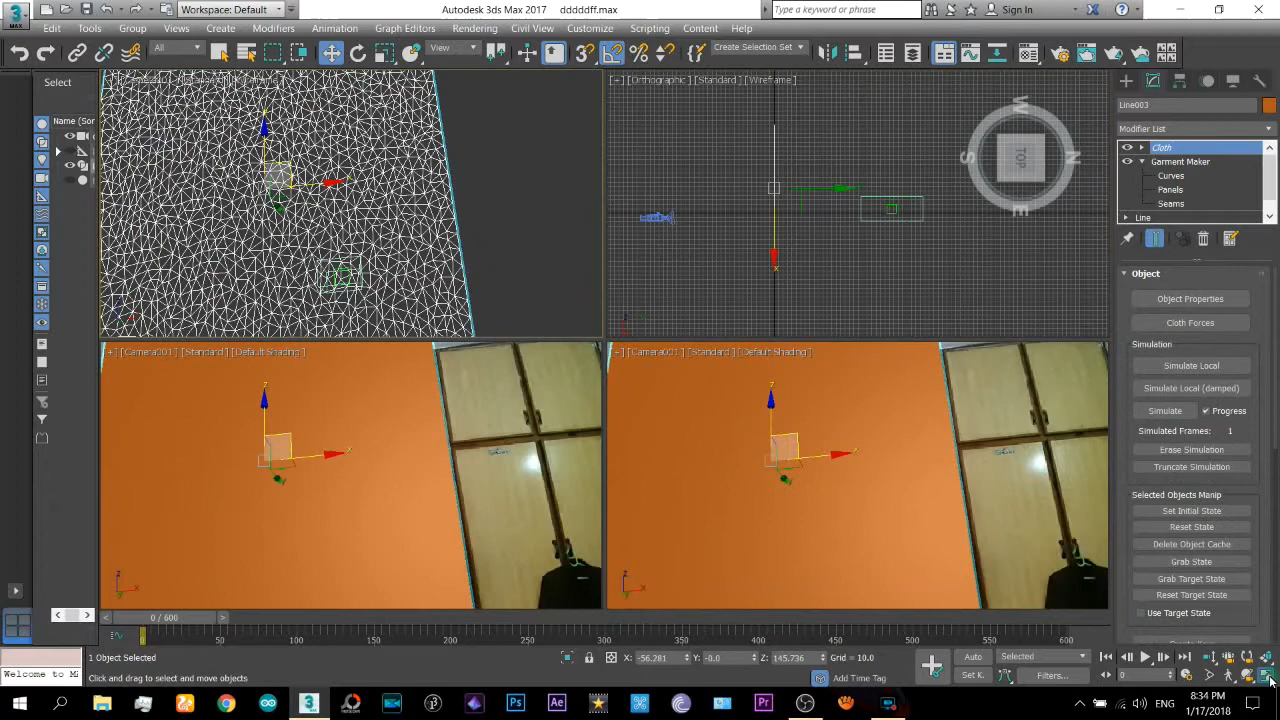 Workspace: Default
Autodesk 3ds Max 2017 dddddff.max
Type a keyword or phrase
Sign In
Edit Tools Group Views Create Modifiers Animation Graph Editors Rendering Civil View Customize Scripting Content Help
All
View
Create Selection Set
Select
Name (Sor
[+] [Orthographic ] [Standard ] [Wireframe ]
TOP
W
S
N
E
Line003
Modifier List
Cloth
Garment Maker
Curves
Panels
Seams
Line
Object
Object Properties
Cloth Forces
Simulation
Simulate Local
Simulate Local (damped)
Simulate
Progress
Simulated Frames: 1
Erase Simulation
Truncate Simulation
Selected Objects Manip
Set Initial State
Reset State
Delete Object Cache
Grab State
Grab Target State
Reset Target State
Use Target State
[+] [Camera001 ] [Standard ] [Default Shading ]
[+] [Camera001 ] [Standard ] [Default Shading ]
0 / 600
0 50 100 150 200 250 300 350 400 450 500 550 600
1 Object Selected
X: -56.281 Y: -0.0 Z: 145.736 Grid = 10.0
Auto
Selected
Welcome to M
Click and drag to select and move objects
Add Time Tag
Set K.
Filters...
0
8:34 PM
ENG
1/17/2018